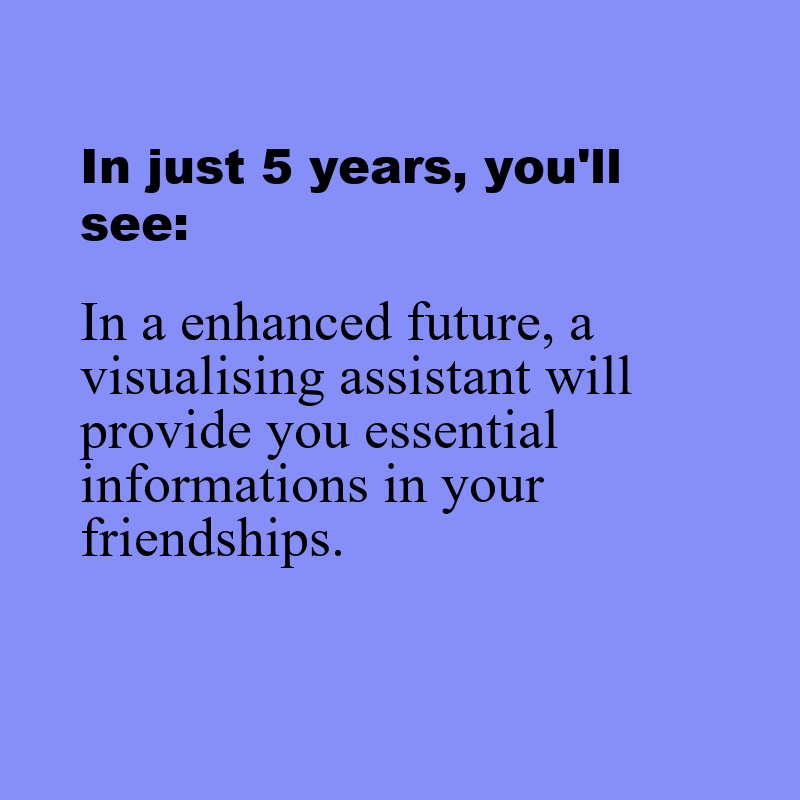 In just 5 years, you'll
see:
In a enhanced future, a
visualising assistant will
provide you essential
informations in your
friendships.